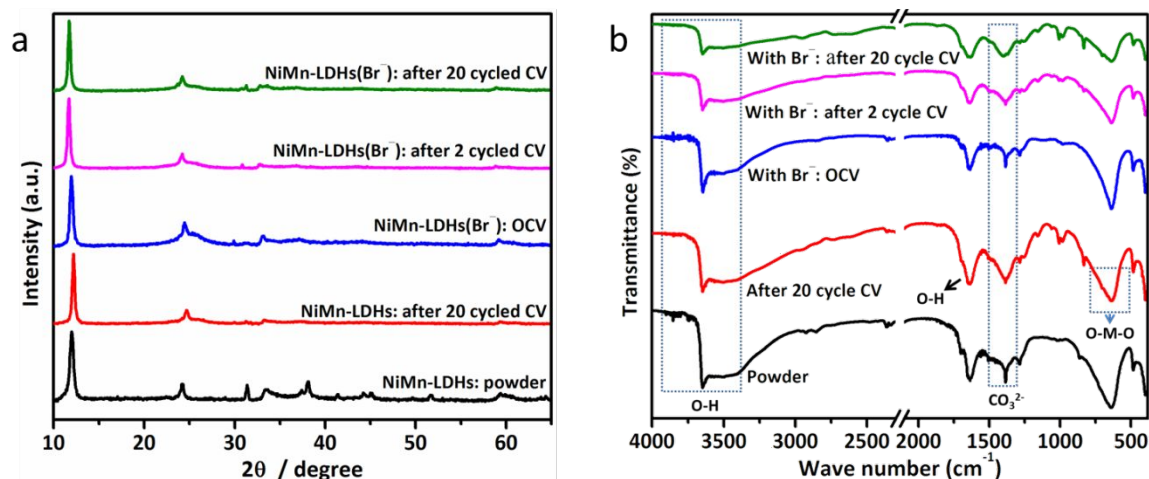 a
NiMn-LDHs(Br⁻): after 20 cycled CV
NiMn-LDHs(Br⁻): after 2 cycled CV
NiMn-LDHs(Br⁻): OCV
NiMn-LDHs: after 20 cycled CV
NiMn-LDHs: powder
Intensity (a.u.)
10 20 30 40 50 60
2θ / degree
b
With Br⁻: after 20 cycle CV
With Br⁻: after 2 cycle CV
With Br⁻: OCV
After 20 cycle CV
O-H
O-M-O
Powder
O-H
CO₃²⁻
Transmittance (%)
4000 3500 3000 2500 2000 1500 1000 500
Wave number (cm⁻¹)